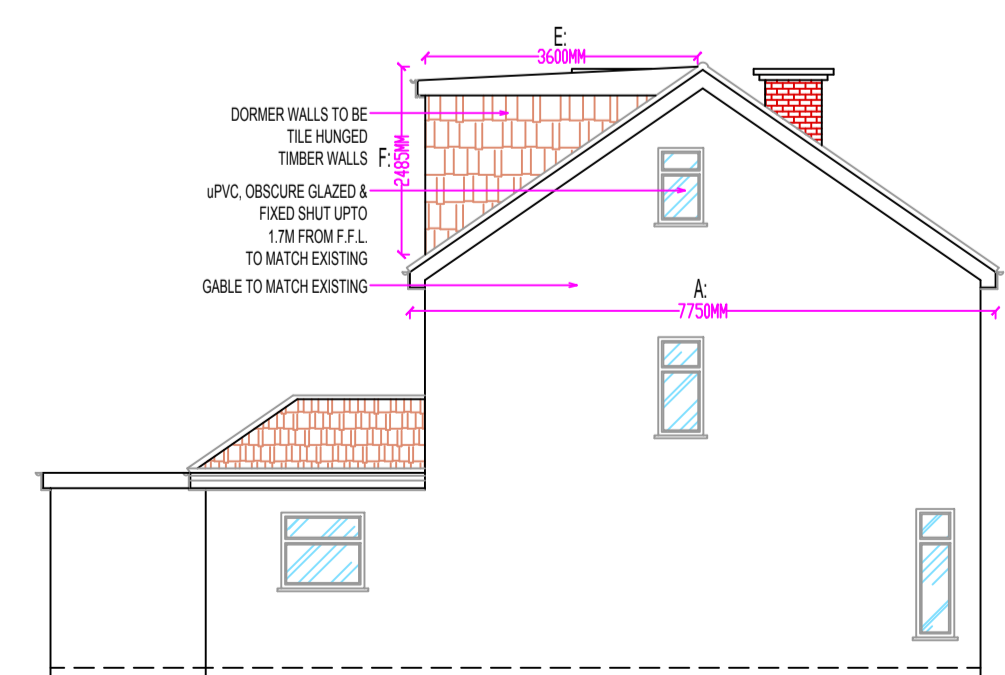 E:
3600MM
DORMER WALLS TO BE
TILE HUNGED
TIMBER WALLS
F:
2485MM
uPVC, OBSCURE GLAZED &
FIXED SHUT UPTO
1.7M FROM F.F.L.
TO MATCH EXISTING
GABLE TO MATCH EXISTING
A:
7750MM